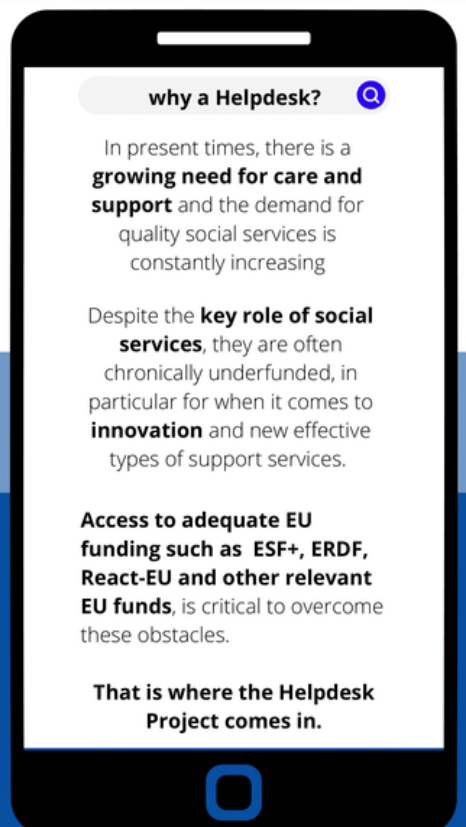 why a Helpdesk?
In present times, there is a
growing need for care and
support and the demand for
quality social services is
constantly increasing
Despite the key role of social
services, they are often
chronically underfunded, in
particular for when it comes to
innovation and new effective
types of support services.
Access to adequate EU
funding such as ESF+, ERDF,
React-EU and other relevant
EU funds, is critical to overcome
these obstacles.
That is where the Helpdesk
Project comes in.